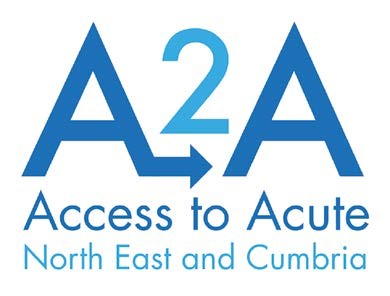 A2A
Access to Acute
North East and Cumbria